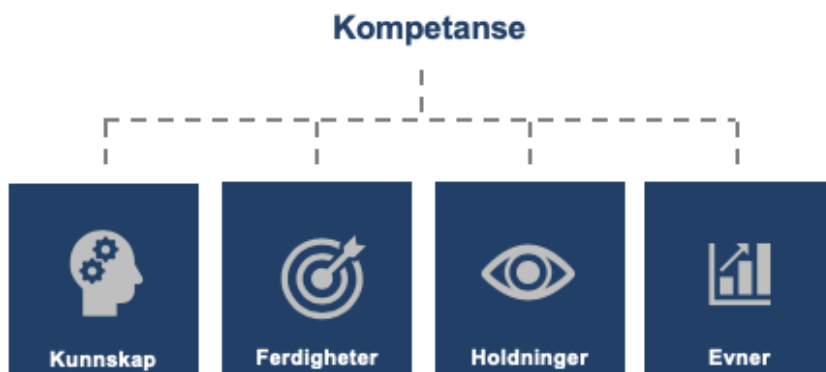 Kompetanse
Kunnskap
Ferdigheter
Holdninger
Evner